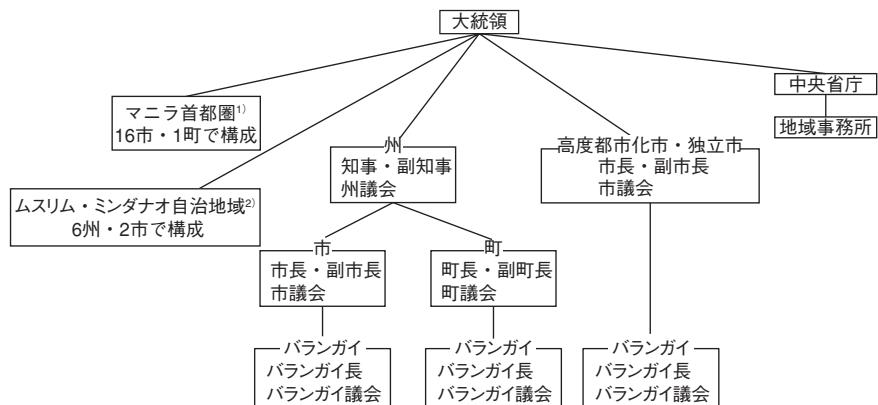 大統領
中央省庁
地域事務所
マニラ首都圏1)
16市・1町で構成
州
知事・副知事
州議会
高度都市化市・独立市
市長・副市長
市議会
ムスリム・ミンダナオ自治地域2)
6州・2市で構成
市
市長・副市長
市議会
町
町長・副町長
町議会
バランガイ
バランガイ長
バランガイ議会
バランガイ
バランガイ長
バランガイ議会
バランガイ
バランガイ長
バランガイ議会